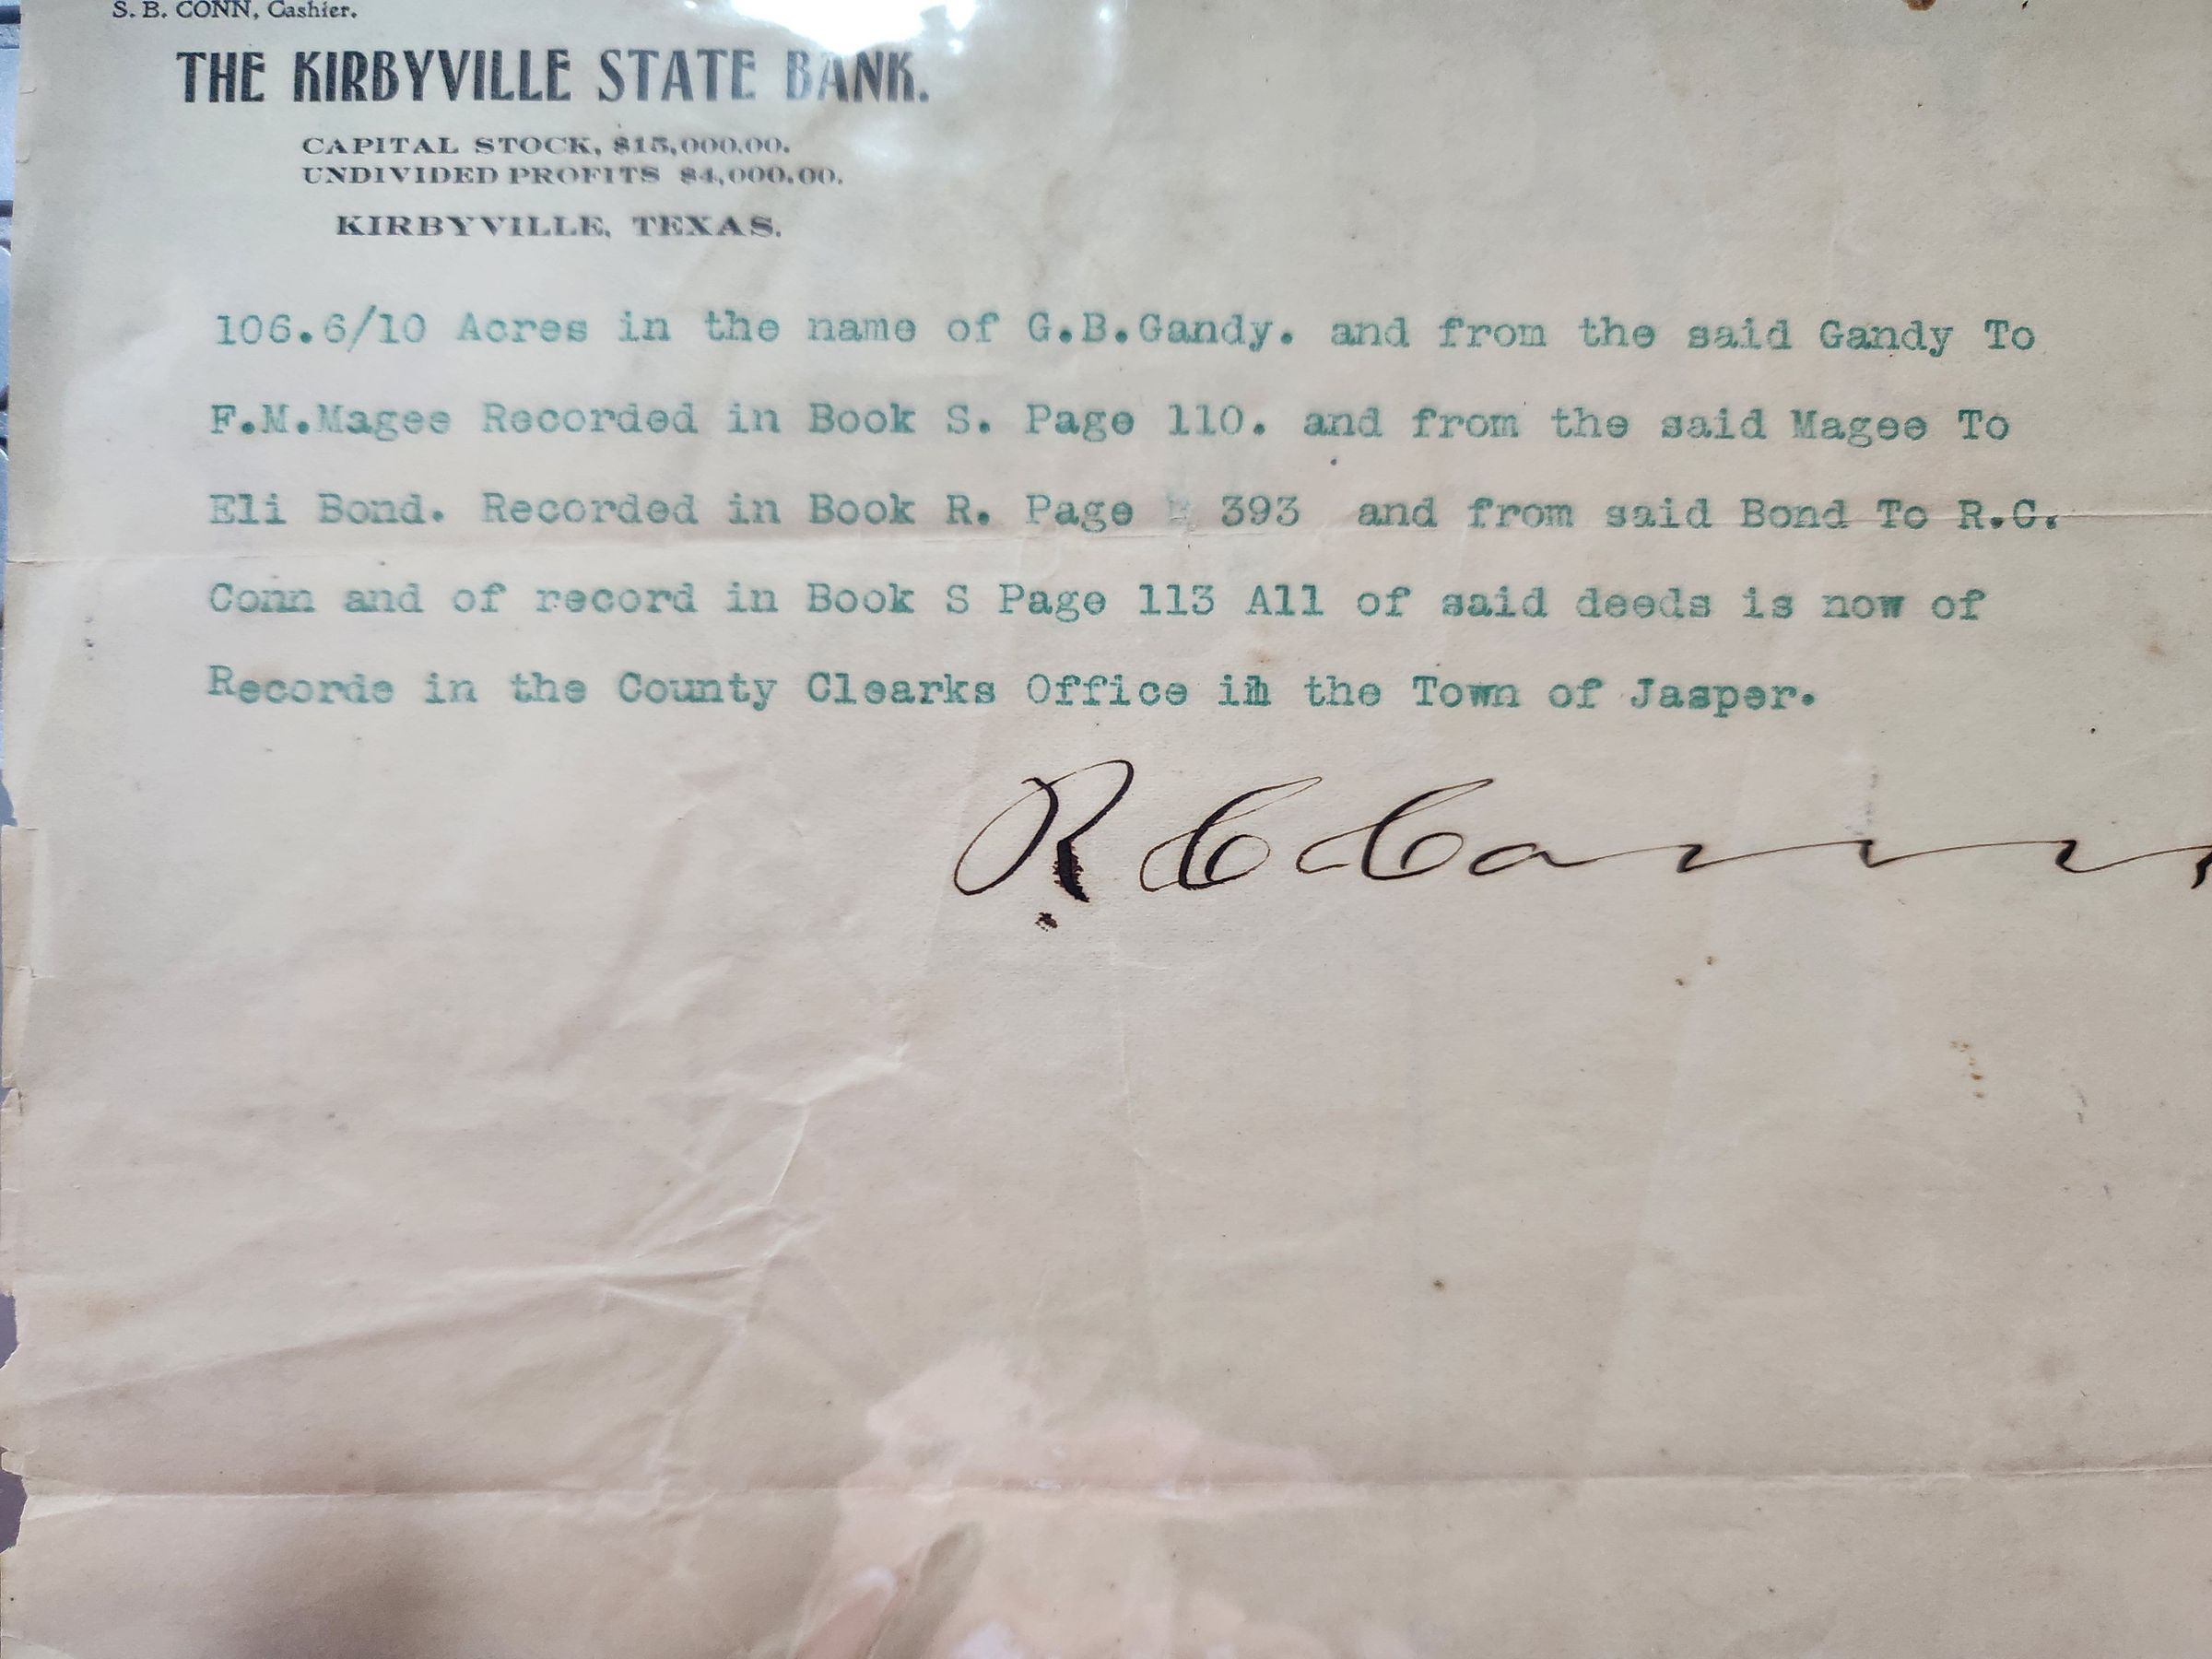 S. B. CONN, Cashier.
THE KIRBYVILLE STATE BANK.
CAPITAL STOCK, $15,000.00.
UNDIVIDED PROFITS $4,000.00.
KIRBYVILLE, TEXAS.
106.6/10 Acres in the name of G.B.Gandy. and from the said Gandy To
F.M.Magee Recorded in Book S. Page 110. and from the said Magee To
Eli Bond. Recorded in Book R. Page 393 and from said Bond To R.C.
Conn and of record in Book S Page 113 All of said deeds is now of
Records in the County Clearks Office in the Town of Jasper.
R C Conn